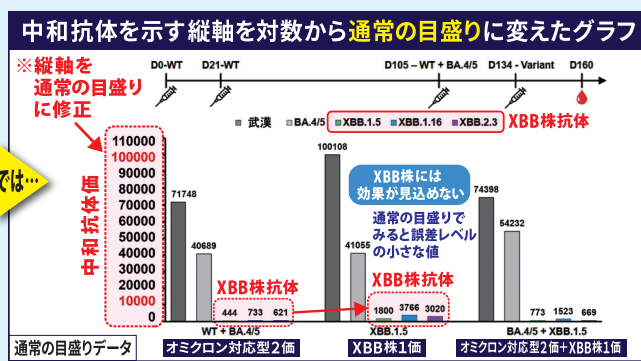 中和抗体を示す縦軸を対数から通常の目盛りに変えたグラフ
※縦軸を
通常の目盛り
に修正
D0-WT
D21-WT
D105 – WT + BA.4/5
D134 - Variant
D160
武漢
BA.4/5
XBB.1.5
XBB.1.16
XBB.2.3
XBB株抗体
では…
中和抗体価
110000
100000
90000
80000
70000
60000
50000
40000
30000
20000
10000
0
71748
40689
XBB株抗体
444
733
621
WT + BA.4/5
100108
41055
XBB株には
効果が見込めない
通常の目盛りで
みると誤差レベル
の小さな値
XBB株抗体
1800
3766
3020
XBB.1.5
74398
54232
773
1523
669
BA.4/5 + XBB.1.5
通常の目盛りデータ
オミクロン対応型2価
XBB株1価
オミクロン対応型2価+XBB株1価